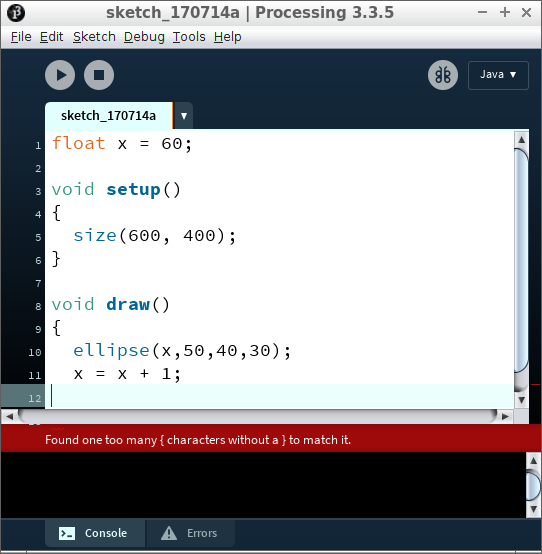 sketch_170714a | Processing 3.3.5
File Edit Sketch Debug Tools Help
Java ▼
sketch_170714a ▼
1 float x = 60;
2
3 void setup()
4 {
5   size(600, 400);
6 }
7
8 void draw()
9 {
10   ellipse(x,50,40,30);
11   x = x + 1;
12
Found one too many { characters without a } to match it.
Console Errors